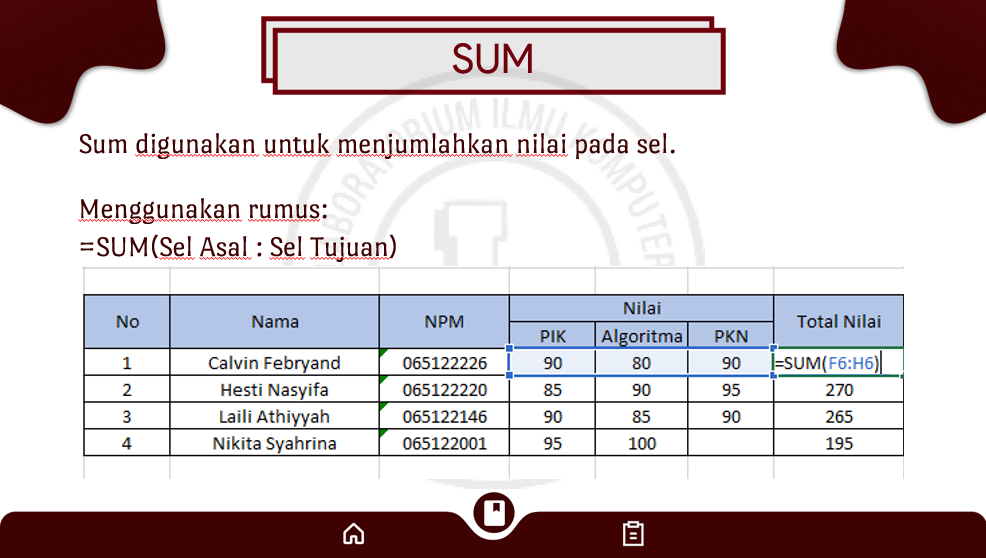 SUM
LABORATORIUM ILMU KOMPUTER
Sum digunakan untuk menjumlahkan nilai pada sel.
Menggunakan rumus:
=SUM(Sel Asal : Sel Tujuan)
No Nama NPM Nilai Total Nilai
PIK Algoritma PKN
1 Calvin Febryand 065122226 90 80 90 =SUM(F6:H6)
2 Hesti Nasyifa 065122220 85 90 95 270
3 Laili Athiyyah 065122146 90 85 90 265
4 Nikita Syahrina 065122001 95 100 195